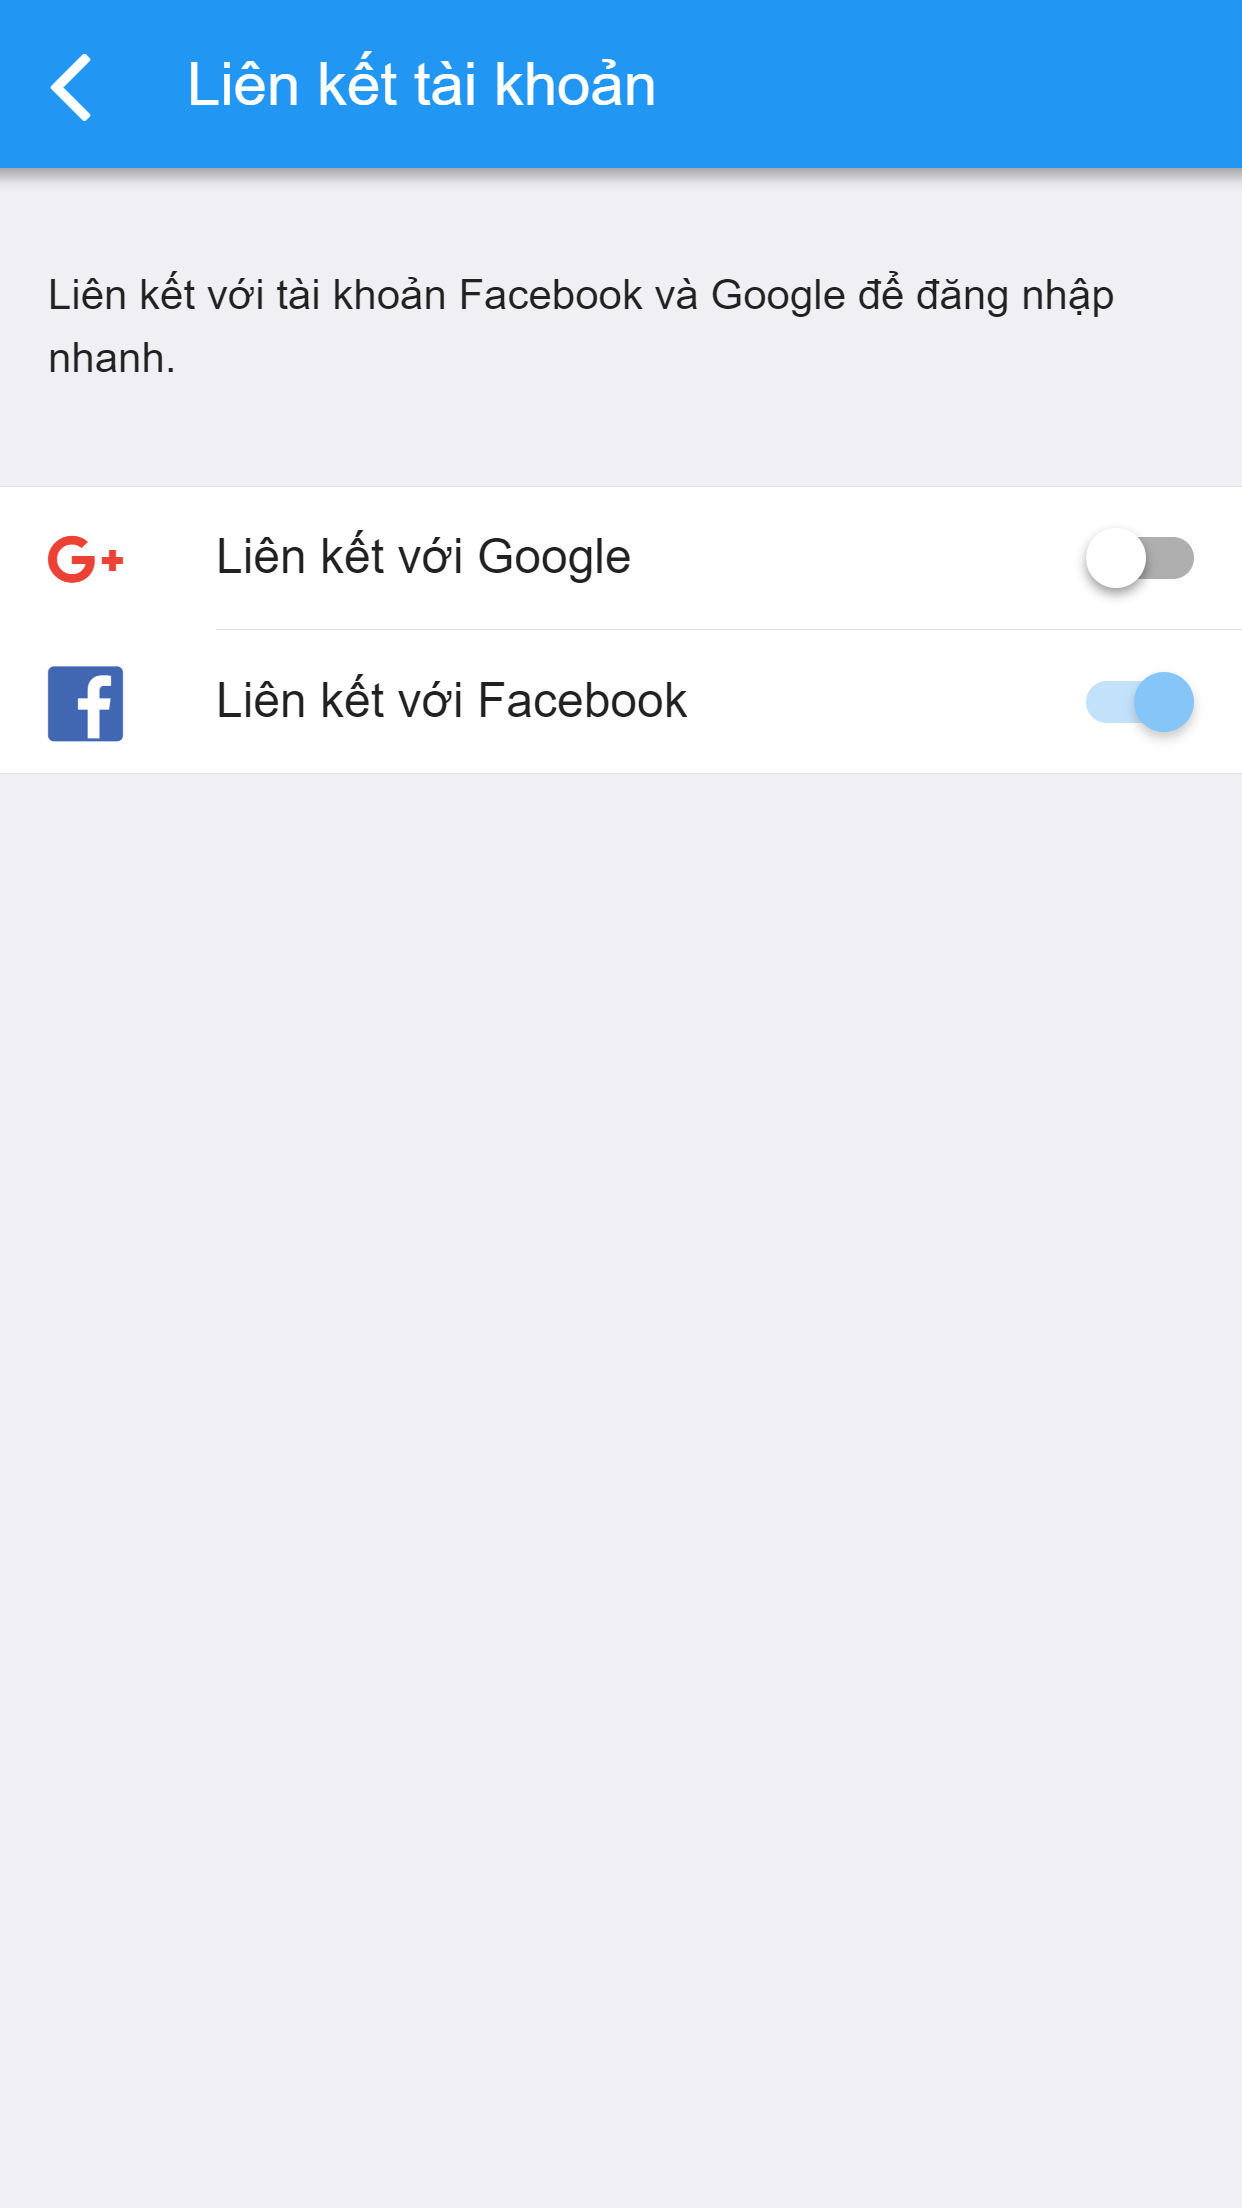 Liên kết tài khoản
Liên kết với tài khoản Facebook và Google để đăng nhập
nhanh.
G+ Liên kết với Google
f Liên kết với Facebook